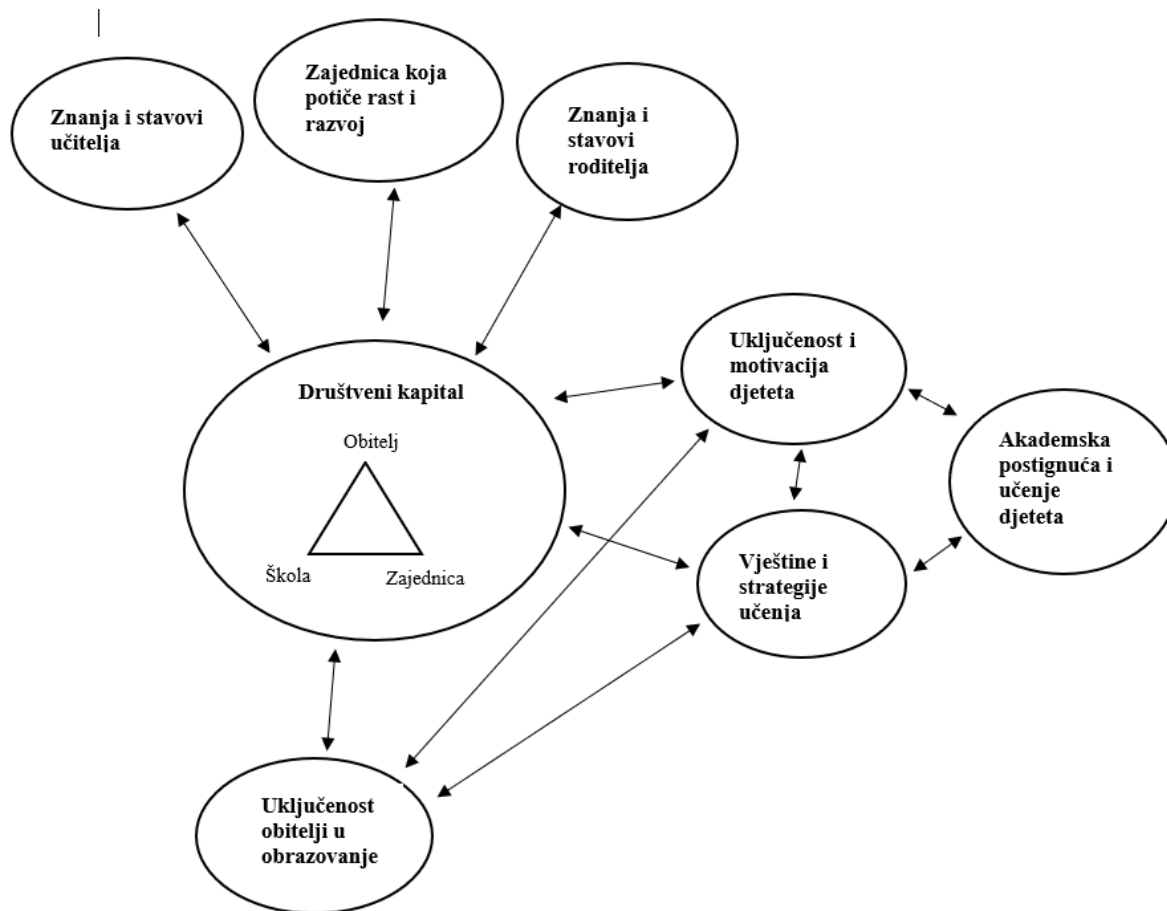 Znanja i stavovi
učitelja
Zajednica koja
potiče rast i
razvoj
Znanja i
stavovi
roditelja
Društveni kapital
Obitelj
Škola
Zajednica
Uključenost i
motivacija
djeteta
Akademska
postignuća i
učenje
djeteta
Vještine i
strategije
učenja
Uključenost
obitelji u
obrazovanje